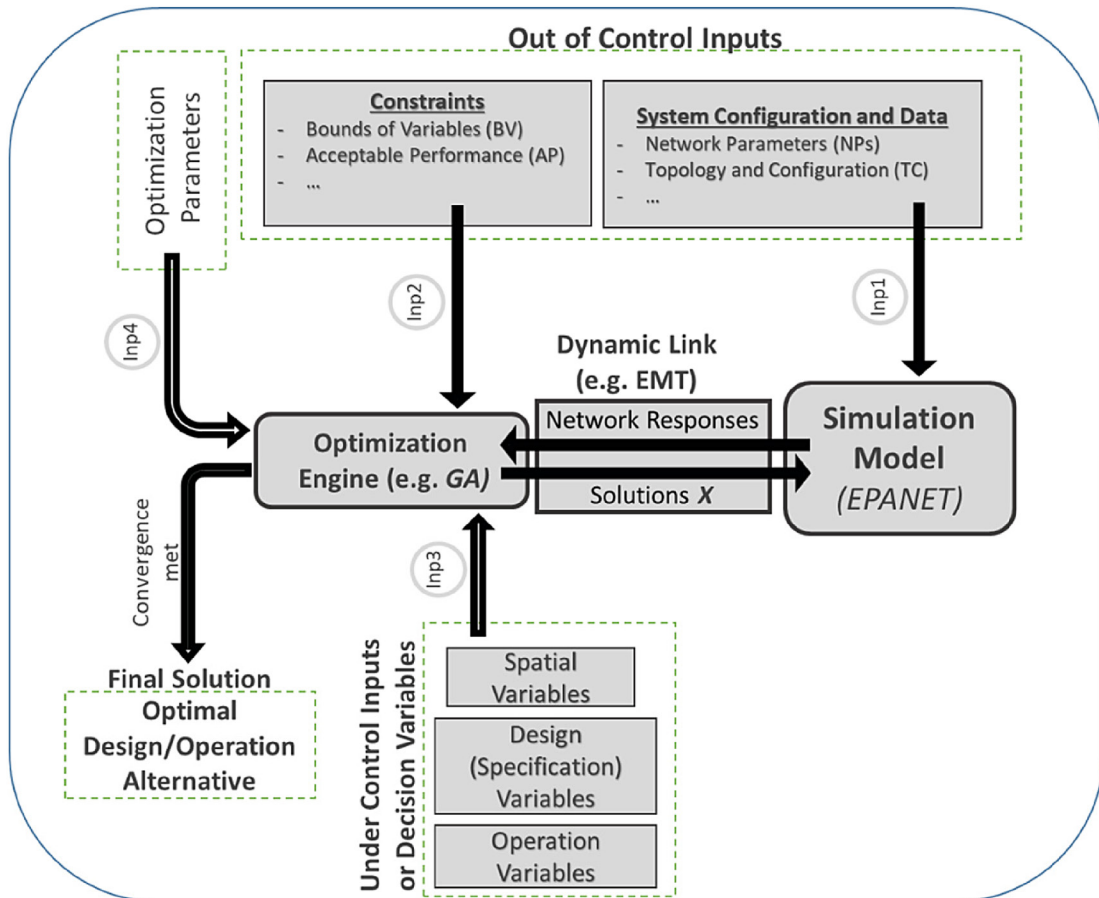 Out of Control Inputs
Optimization
Parameters
Constraints
- Bounds of Variables (BV)
- Acceptable Performance (AP)
- ...
System Configuration and Data
- Network Parameters (NPs)
- Topology and Configuration (TC)
- ...
Inp4
Inp2
Inp1
Dynamic Link
(e.g. EMT)
Network Responses
Solutions X
Optimization
Engine (e.g. GA)
Simulation
Model
(EPANET)
Convergence
met
Inp3
Final Solution
Optimal
Design/Operation
Alternative
Under Control Inputs
or Decision Variables
Spatial
Variables
Design
(Specification)
Variables
Operation
Variables